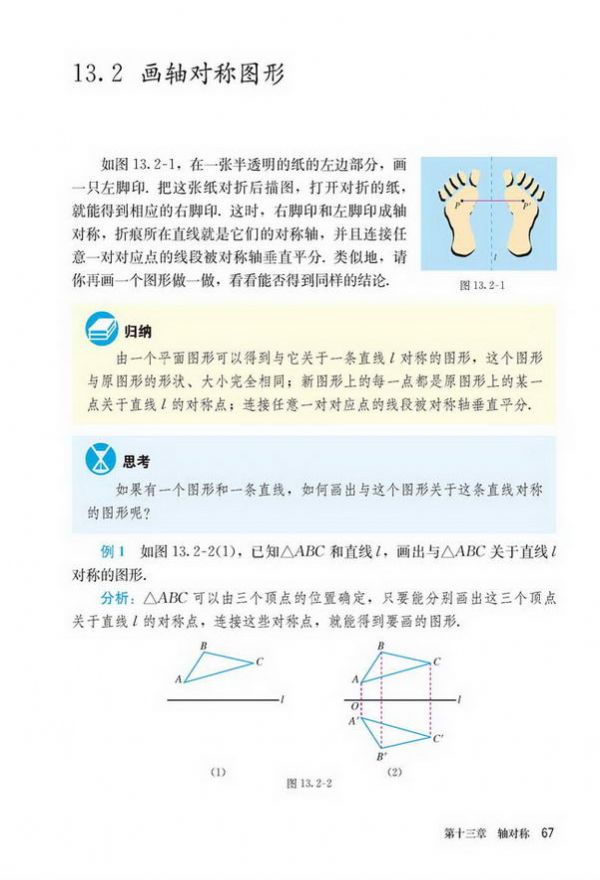 13.2 画轴对称图形
如图 13.2-1，在一张半透明的纸的左边部分，画
一只左脚印. 把这张纸对折后描图，打开对折的纸，
就能得到相应的右脚印. 这时，右脚印和左脚印成轴
对称，折痕所在直线就是它们的对称轴，并且连接任
意一对对应点的线段被对称轴垂直平分. 类似地，请
你再画一个图形做一做，看看能否得到同样的结论.
P
P′
l
图 13.2-1
归纳
由一个平面图形可以得到与它关于一条直线 l 对称的图形，这个图形
与原图形的形状、大小完全相同；新图形上的每一点都是原图形上的某一
点关于直线 l 的对称点；连接任意一对对应点的线段被对称轴垂直平分.
思考
如果有一个图形和一条直线，如何画出与这个图形关于这条直线对称
的图形呢？
例 1 如图 13.2-2(1)，已知△ABC 和直线 l，画出与△ABC 关于直线 l
对称的图形.
分析：△ABC 可以由三个顶点的位置确定，只要能分别画出这三个顶点
关于直线 l 的对称点，连接这些对称点，就能得到要画的图形.
B
C
A
l
(1)
B
C
A
O
l
A′
C′
B′
(2)
图 13.2-2
第十三章 轴对称 67